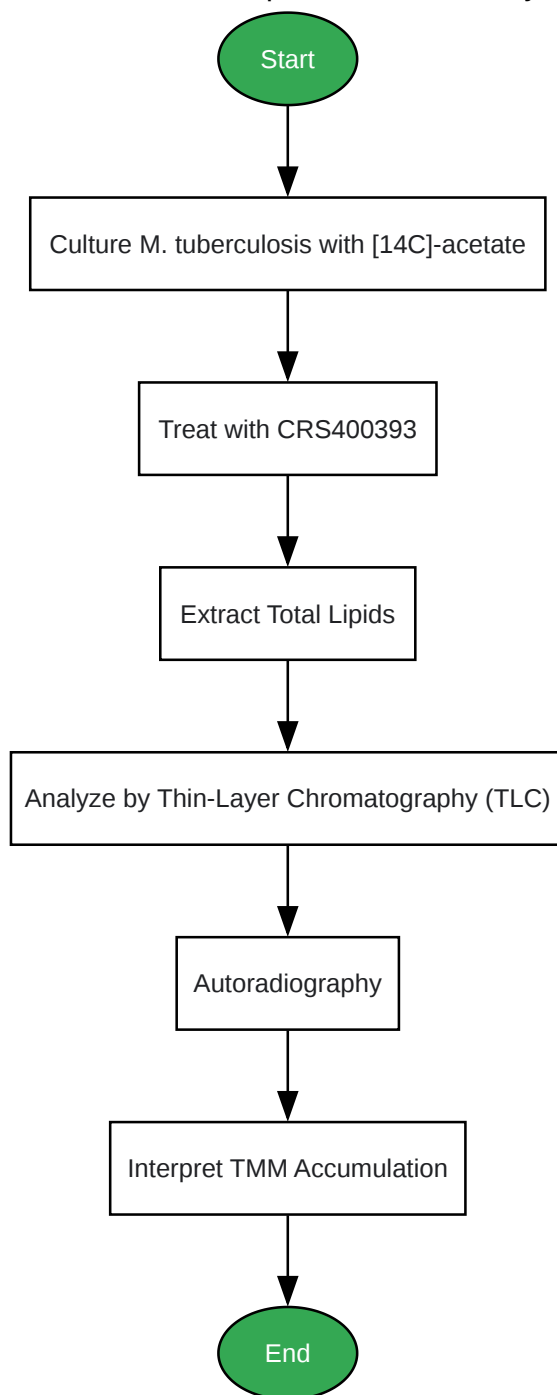 Start
Culture M. tuberculosis with [14C]-acetate
Treat with CRS400393
Extract Total Lipids
Analyze by Thin-Layer Chromatography (TLC)
Autoradiography
Interpret TMM Accumulation
End